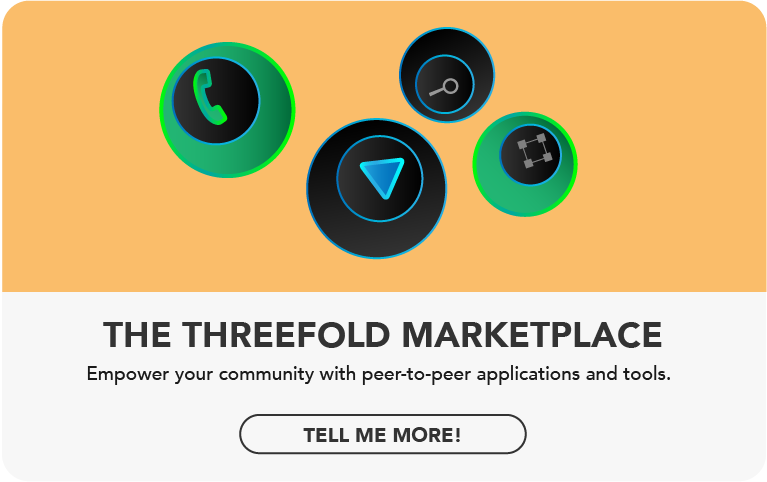 THE THREEFOLD MARKETPLACE
Empower your community with peer-to-peer applications and tools.
TELL ME MORE!